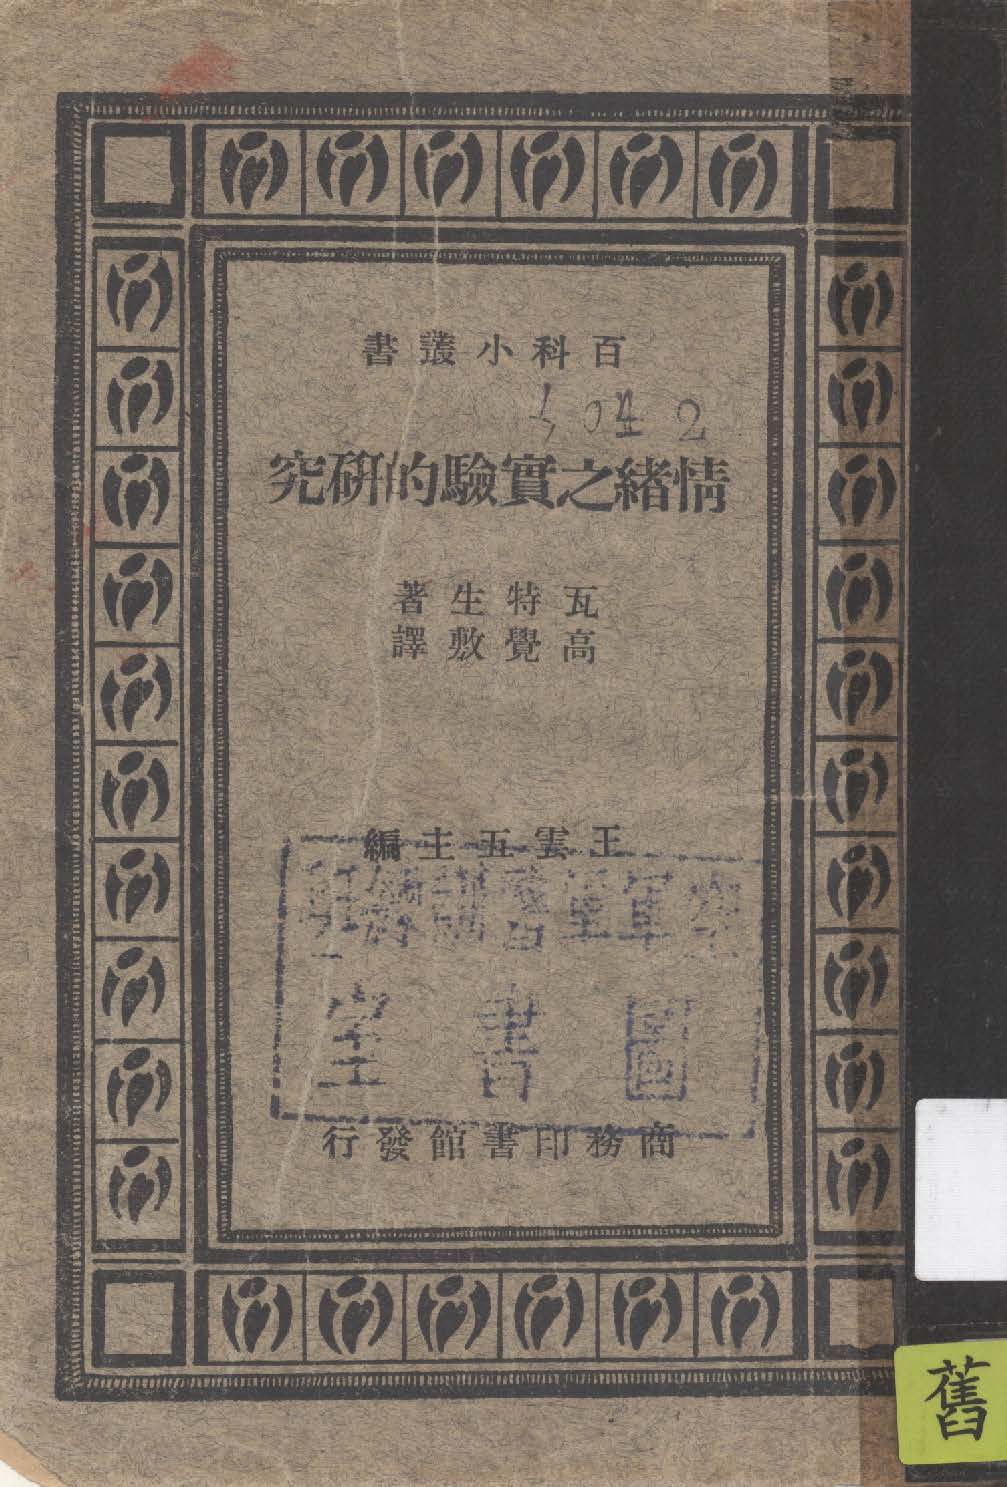 百科小叢書
情緒之實驗的研究
瓦特生著
高覺敷譯
王雲五主編
圖書室
商務印書館發行
舊